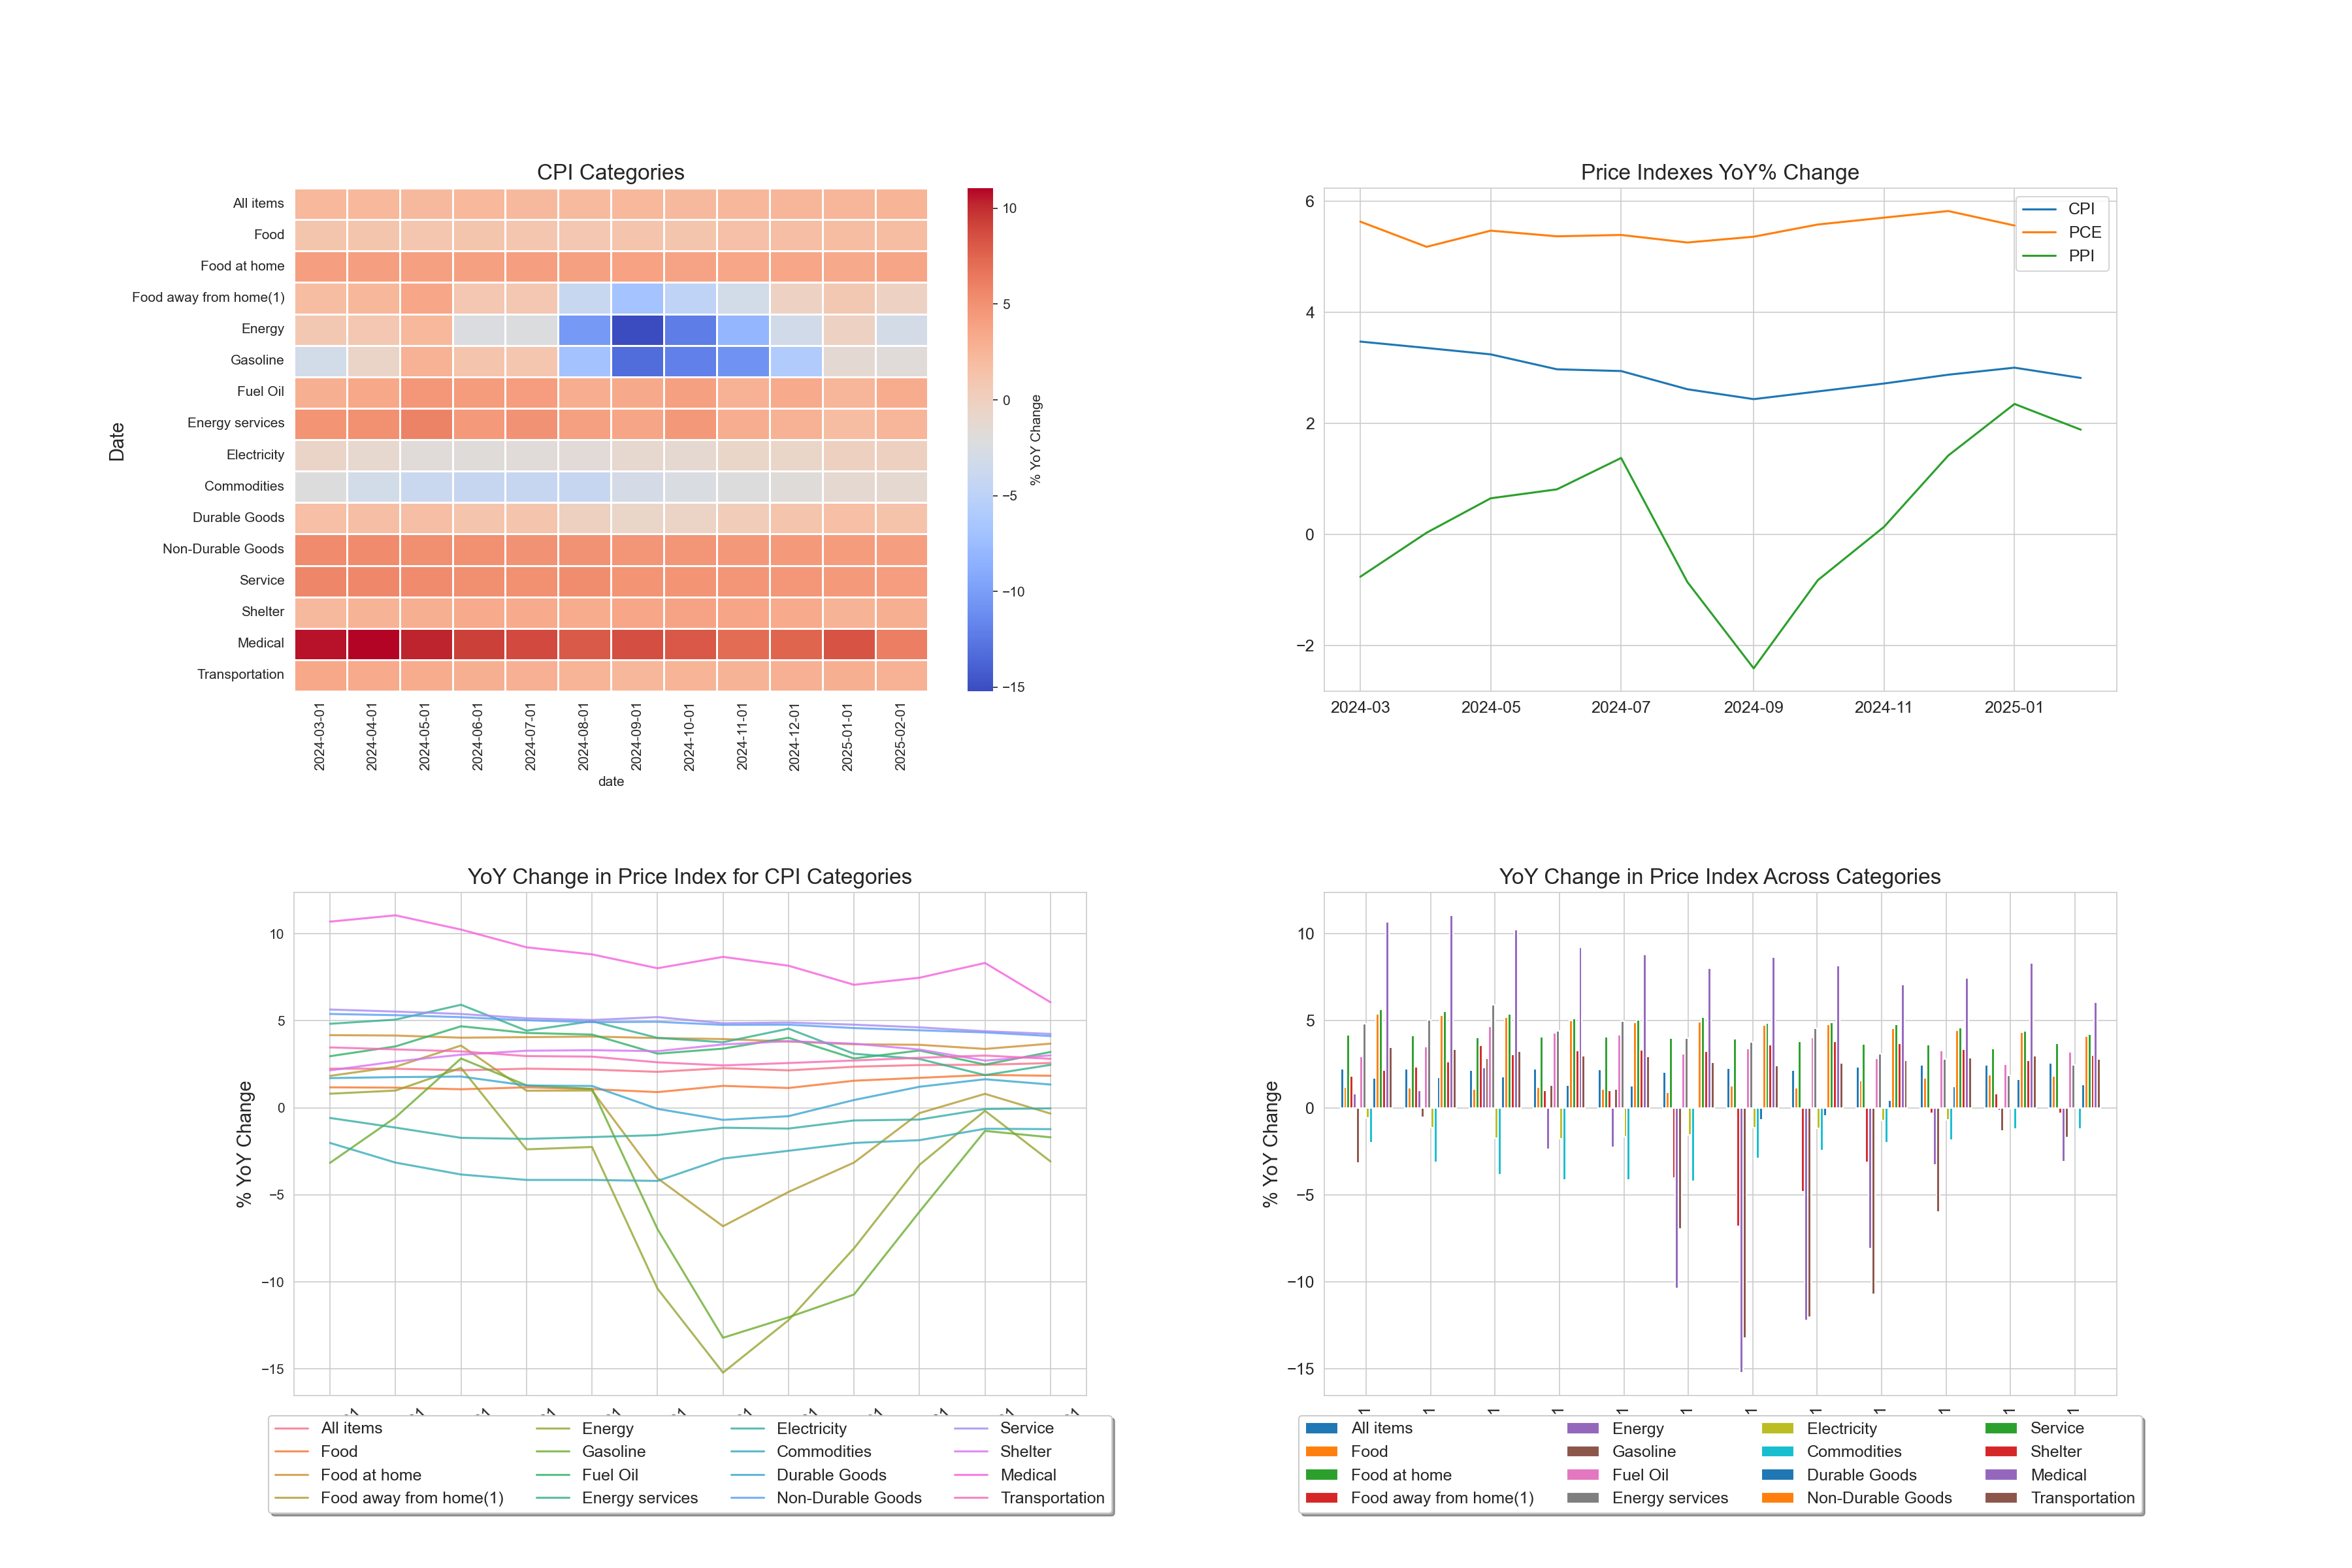 CPI Categories
All items
Food
Food at home
Food away from home(1)
Energy
Gasoline
Fuel Oil
Energy services
Electricity
Commodities
Durable Goods
Non-Durable Goods
Service
Shelter
Medical
Transportation
Date
2024-03-01
2024-04-01
2024-05-01
2024-06-01
2024-07-01
2024-08-01
2024-09-01
2024-10-01
2024-11-01
2024-12-01
2025-01-01
2025-02-01
date
10
5
0
−5
−10
−15
% YoY Change
Price Indexes YoY% Change
6
4
2
0
−2
2024-03
2024-05
2024-07
2024-09
2024-11
2025-01
CPI
PCE
PPI
YoY Change in Price Index for CPI Categories
% YoY Change
10
5
0
−5
−10
−15
All items
Food
Food at home
Food away from home(1)
Energy
Gasoline
Fuel Oil
Energy services
Electricity
Commodities
Durable Goods
Non-Durable Goods
Service
Shelter
Medical
Transportation
YoY Change in Price Index Across Categories
% YoY Change
10
5
0
−5
−10
−15
All items
Food
Food at home
Food away from home(1)
Energy
Gasoline
Fuel Oil
Energy services
Electricity
Commodities
Durable Goods
Non-Durable Goods
Service
Shelter
Medical
Transportation